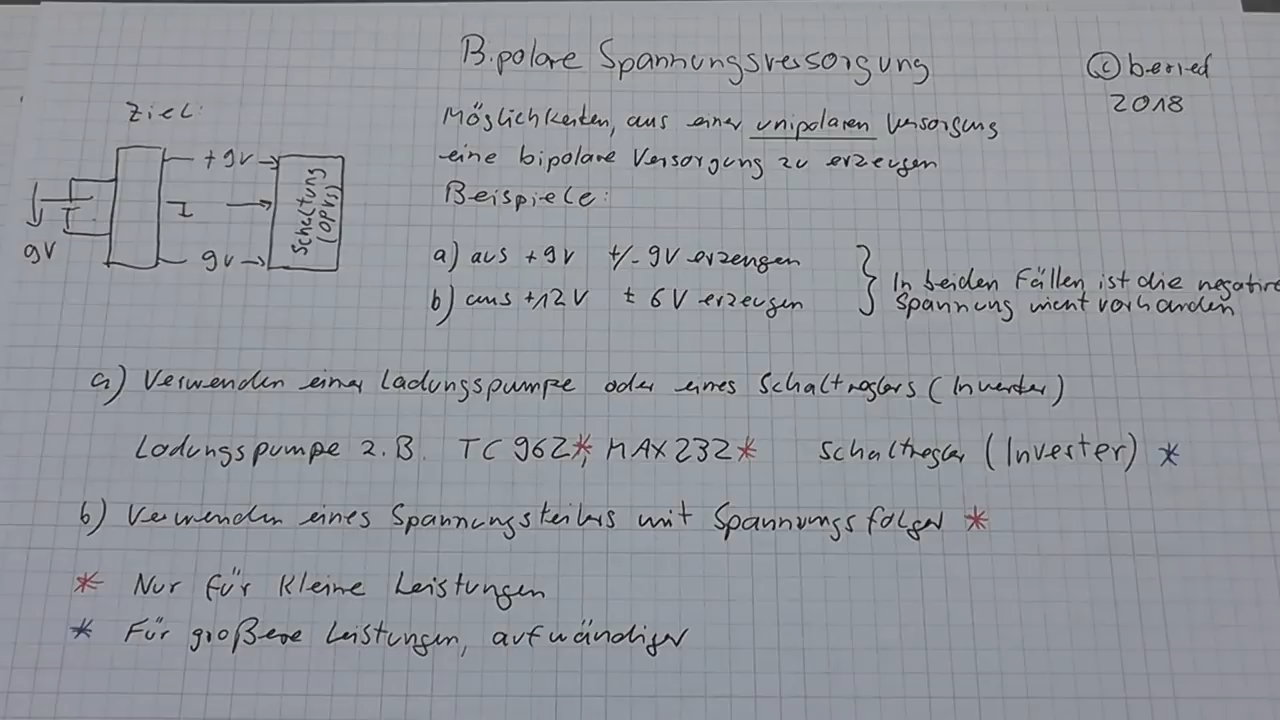 Bipolare Spannungsversorgung
© beried
2018
Ziel:
Möglichkeiten, aus einer unipolaren Versorgung
eine bipolare Versorgung zu erzeugen
Beispiele:
+9V
Schaltung
(OPVs)
9V
9V
a) aus +9V +/- 9V erzeugen
b) aus +12V ± 6V erzeugen
In beiden Fällen ist die negative
Spannung nicht vorhanden
a) Verwenden einer Ladungspumpe oder eines Schaltreglers (Inverter)
Ladungspumpe z.B. TC962*, MAX232* Schaltregler (Invester) *
b) Verwenden eines Spannungsteilers mit Spannungsfolger *
* Nur für kleine Leistungen
* Für größere Leistungen, aufwändiger